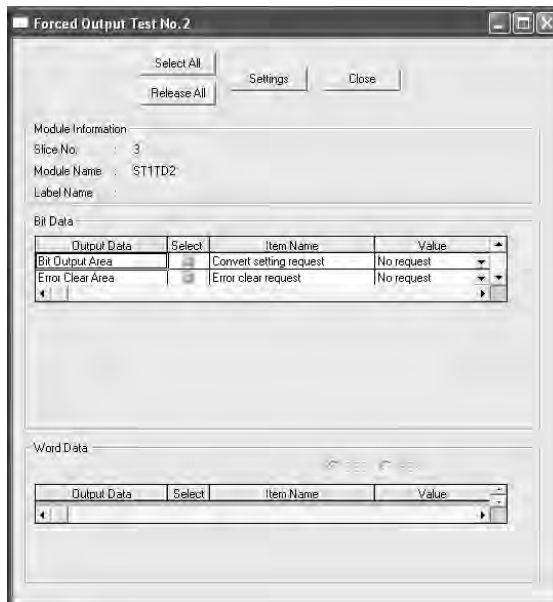 Forced Output Test No.2
Select All
Settings
Close
Release All
Module Information
Slice No. : 3
Module Name : ST1TD2
Label Name :
Bit Data
Output Data Select Item Name Value
Bit Output Area Convert setting request No request
Error Clear Area Error clear request No request
Word Data
Output Data Select Item Name Value